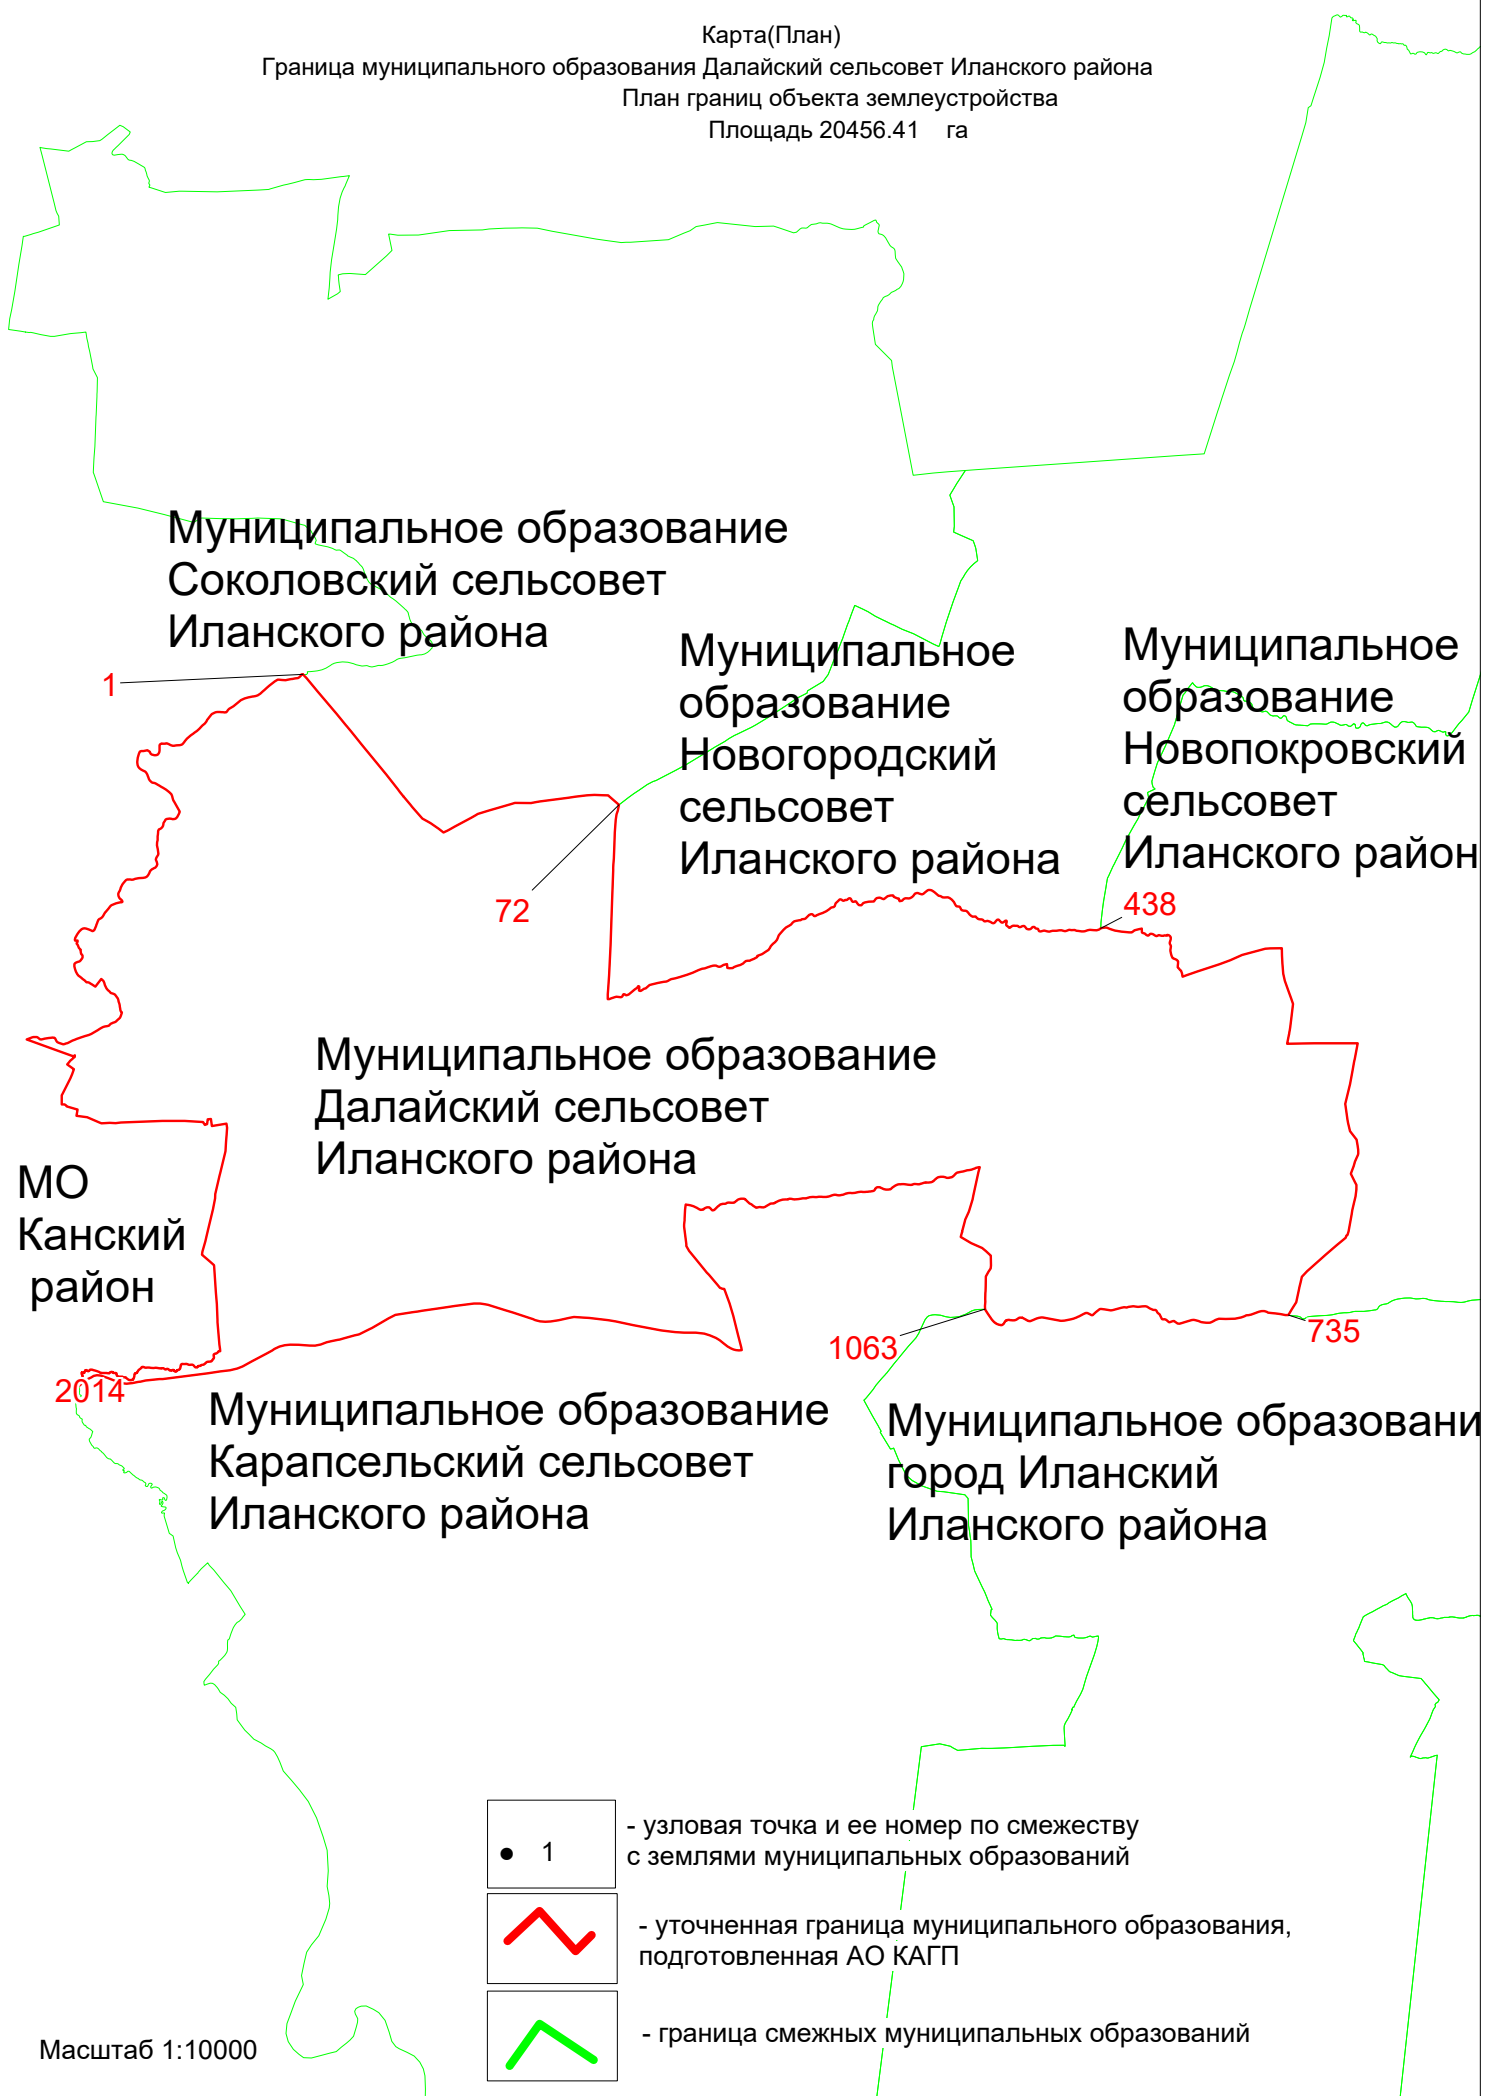 Карта(План)
Граница муниципального образования Далайский сельсовет Иланского района
План границ объекта землеустройства
Площадь 20456.41 га
Муниципальное образование
Соколовский сельсовет
Иланского района
1
Муниципальное
образование
Новогородский
сельсовет
Иланского района
Муниципальное
образование
Новопокровский
сельсовет
Иланского район
72
438
Муниципальное образование
Далайский сельсовет
Иланского района
МО
Канский
район
1063
735
2014
Муниципальное образование
Карапсельский сельсовет
Иланского района
Муниципальное образовани
город Иланский
Иланского района
1
- узловая точка и ее номер по смежеству
с землями муниципальных образований
- уточненная граница муниципального образования,
подготовленная АО КАГП
- граница смежных муниципальных образований
Масштаб 1:10000